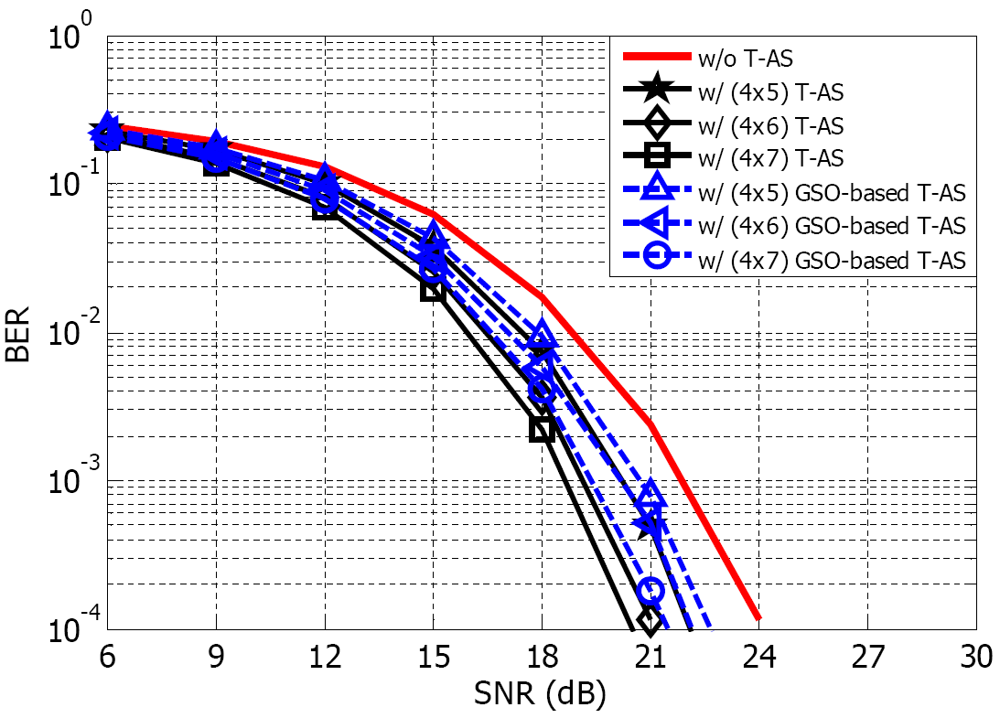 10^0
10^-1
10^-2
10^-3
10^-4
BER
6 9 12 15 18 21 24 27 30
SNR (dB)
w/o T-AS
w/ (4x5) T-AS
w/ (4x6) T-AS
w/ (4x7) T-AS
w/ (4x5) GSO-based T-AS
w/ (4x6) GSO-based T-AS
w/ (4x7) GSO-based T-AS